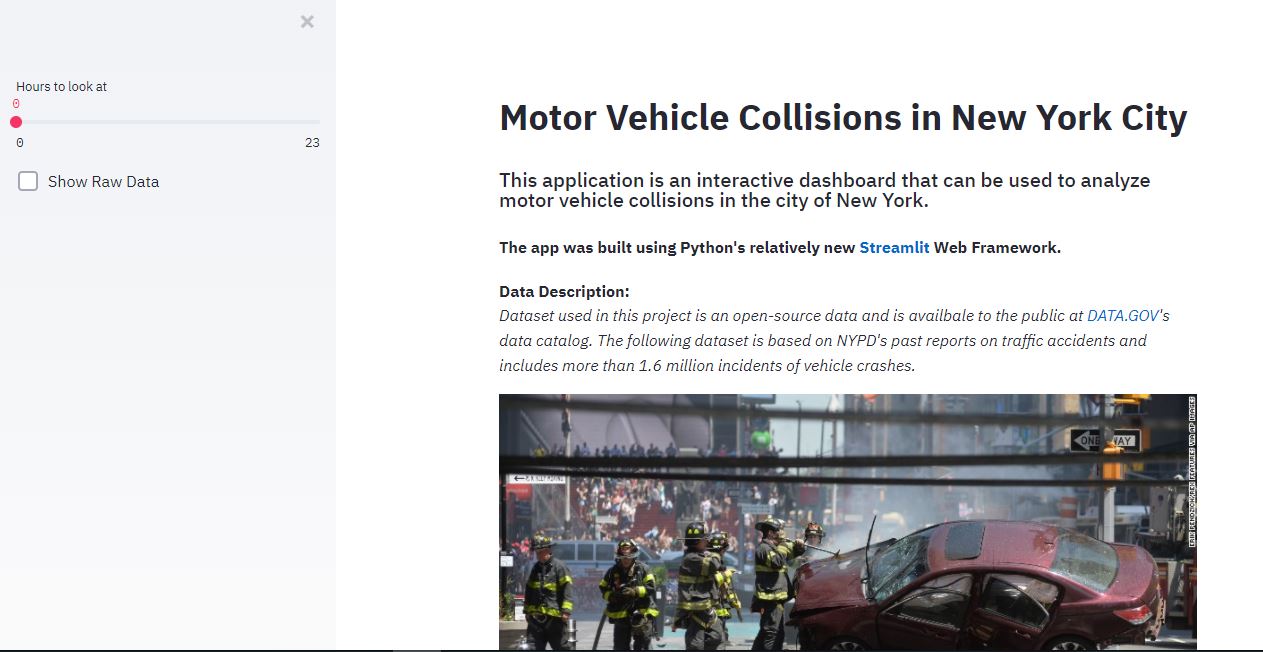 ×
Hours to look at
0
0 23
Show Raw Data
Motor Vehicle Collisions in New York City
This application is an interactive dashboard that can be used to analyze
motor vehicle collisions in the city of New York.
The app was built using Python's relatively new Streamlit Web Framework.
Data Description:
Dataset used in this project is an open-source data and is availbale to the public at DATA.GOV's
data catalog. The following dataset is based on NYPD's past reports on traffic accidents and
includes more than 1.6 million incidents of vehicle crashes.
ONE WAY